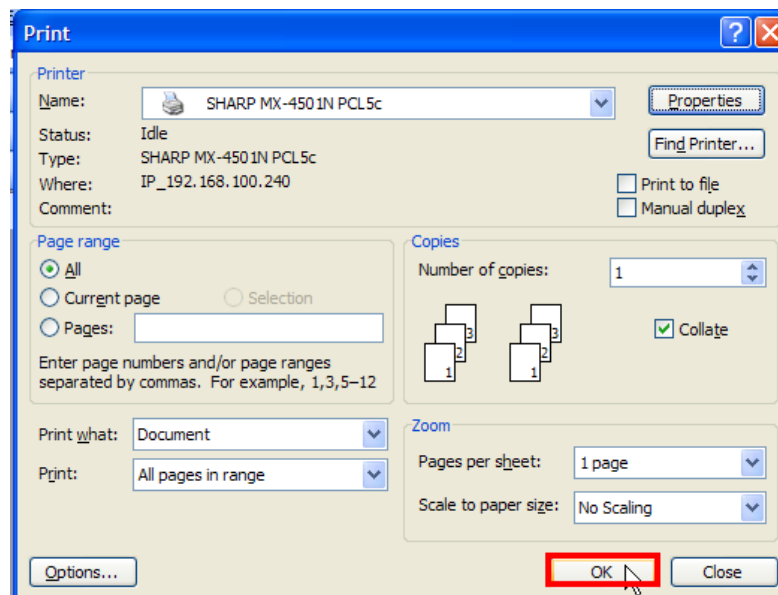 Print
Printer
Name: SHARP MX-4501N PCL5c Properties
Status: Idle
Type: SHARP MX-4501N PCL5c Find Printer...
Where: IP_192.168.100.240 Print to file
Comment: Manual duplex
Page range
All
Current page Selection
Pages:
Enter page numbers and/or page ranges
separated by commas. For example, 1,3,5–12
Copies
Number of copies: 1
3 3
2 2
1 1
Collate
Print what: Document
Print: All pages in range
Zoom
Pages per sheet: 1 page
Scale to paper size: No Scaling
Options... OK Close